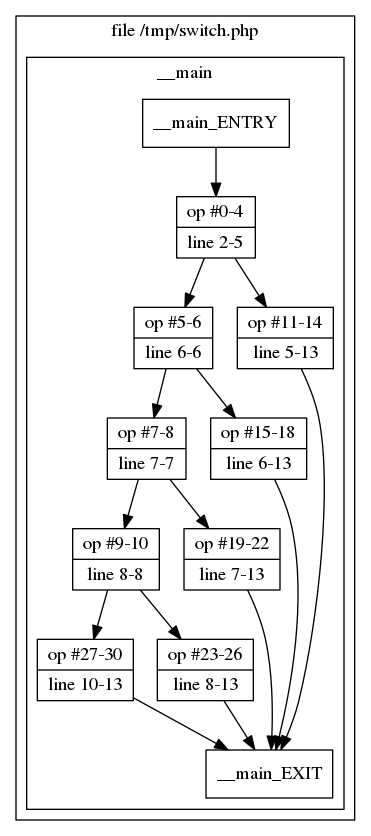 file /tmp/switch.php
__main
__main_ENTRY
op #0-4
line 2-5
op #5-6
line 6-6
op #11-14
line 5-13
op #7-8
line 7-7
op #15-18
line 6-13
op #9-10
line 8-8
op #19-22
line 7-13
op #27-30
line 10-13
op #23-26
line 8-13
__main_EXIT